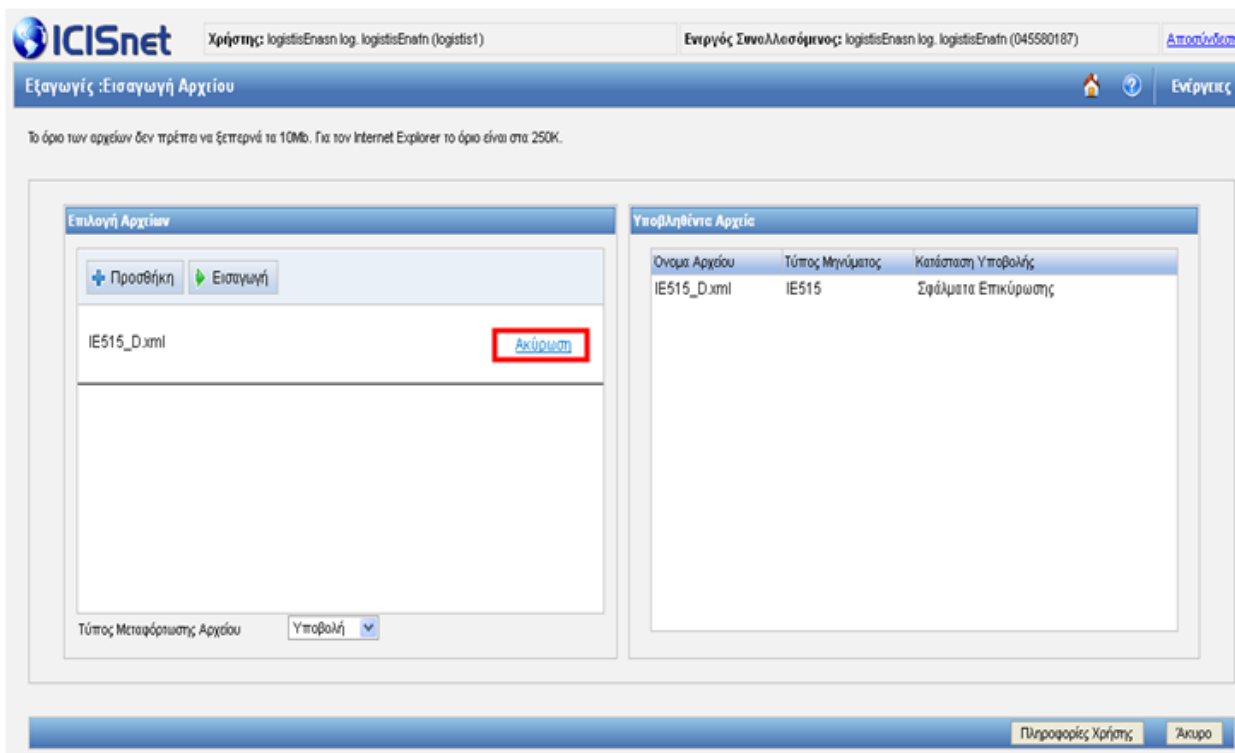 ICISnet Χρήστης: logistisEnasn log. logistisEnatn (logistis1) Ενεργός Συναλλασόμενος: logistisEnasn log. logistisEnatn (045580187) Αποσύνδεση
Εξαγωγές :Εισαγωγή Αρχείου Ενέργειες
Το όριο των αρχείων δεν πρέπει να ξεπερνά τα 10Mb. Για τον Internet Explorer το όριο είναι στα 250K.
Επιλογή Αρχείων
Προσθήκη Εισαγωγή
IE515_D.xml Ακύρωση
Τύπος Μεταφόρτωσης Αρχείου Υποβολή
Υποβληθέντα Αρχεία
Όνομα Αρχείου Τύπος Μηνύματος Κατάσταση Υποβολής
IE515_D.xml IE515 Σφάλματα Επικύρωσης
Πληροφορίες Χρήσης Άκυρο